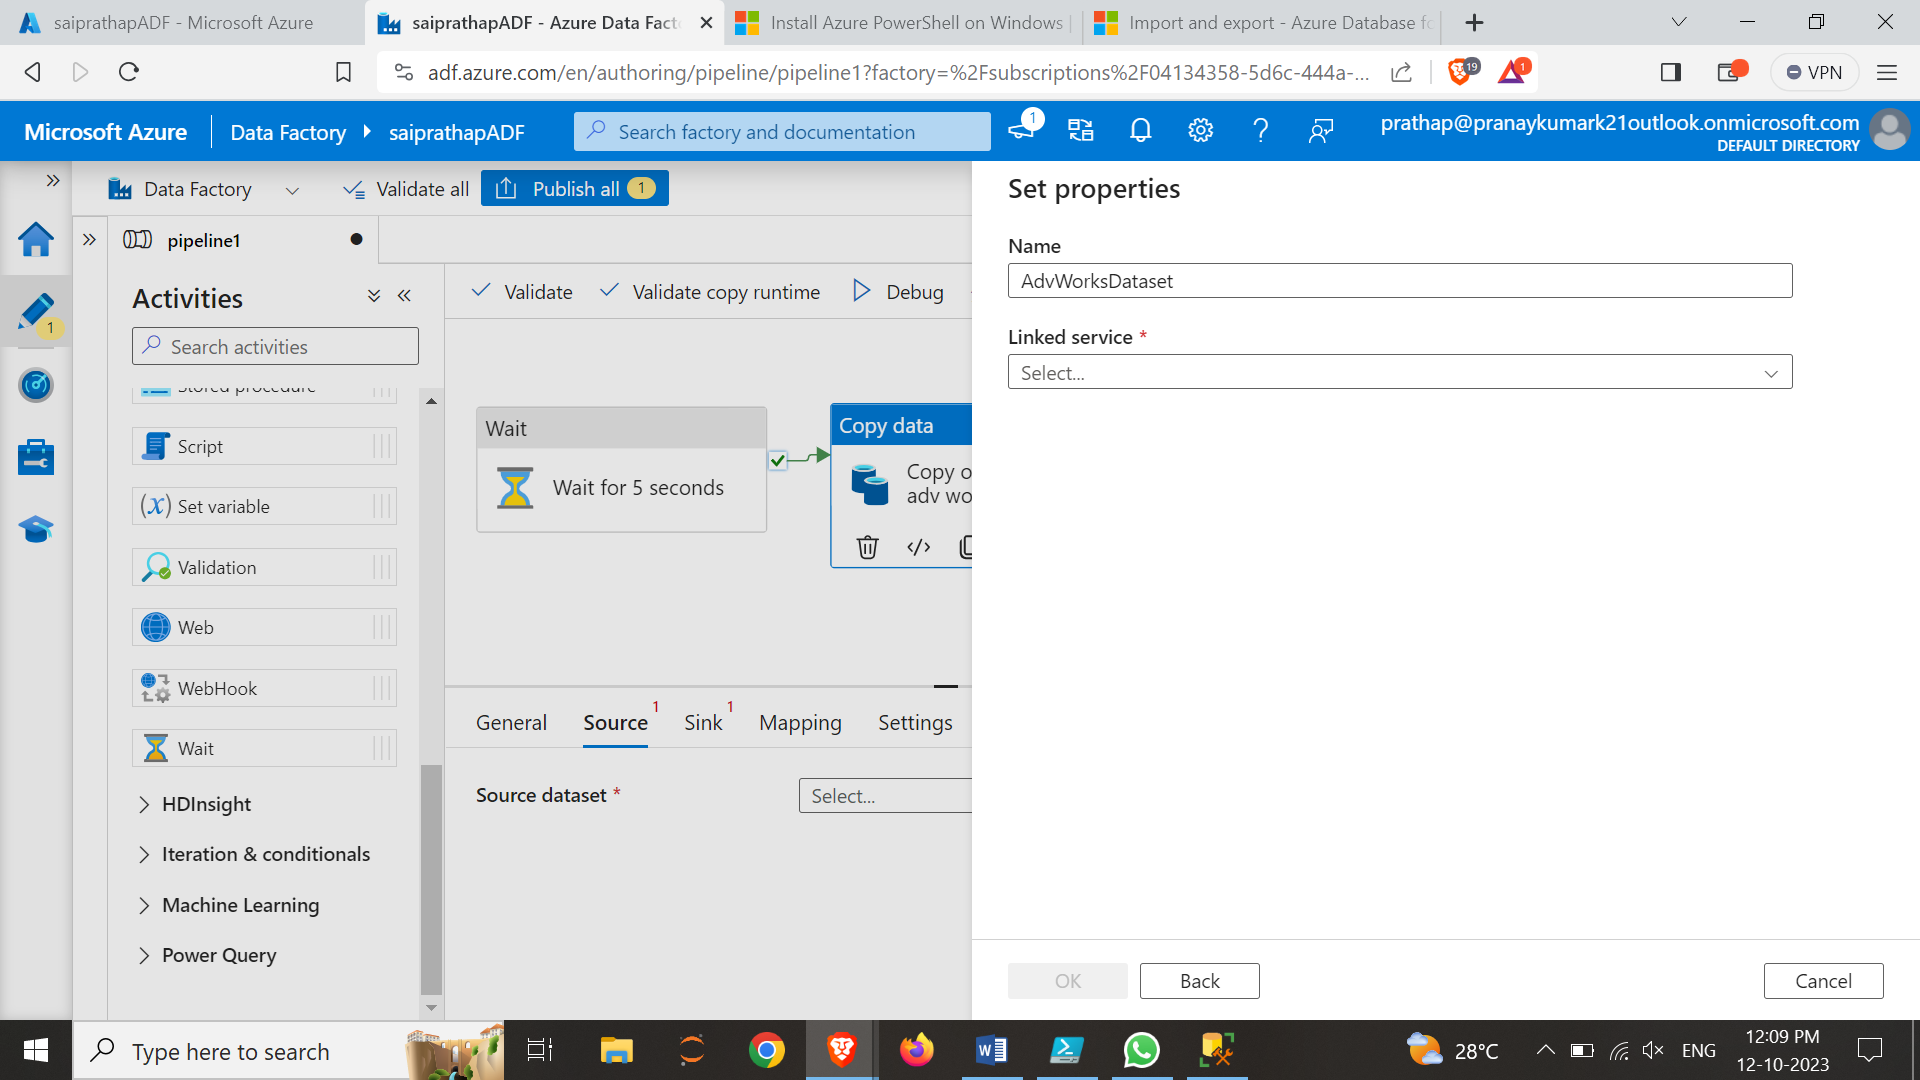 saiprathapADF - Microsoft Azure
saiprathapADF - Azure Data Fact
Install Azure PowerShell on Windows
Import and export - Azure Database fo
adf.azure.com/en/authoring/pipeline/pipeline1?factory=%2Fsubscriptions%2F04134358-5d6c-444a-...
19
1
VPN
Microsoft Azure
Data Factory
saiprathapADF
Search factory and documentation
1
prathap@pranaykumark21outlook.onmicrosoft.com
DEFAULT DIRECTORY
Data Factory
Validate all
Publish all
1
pipeline1
1
Activities
Search activities
Stored procedure
Script
(x) Set variable
Validation
Web
WebHook
Wait
HDInsight
Iteration & conditionals
Machine Learning
Power Query
Validate
Validate copy runtime
Debug
Wait
Wait for 5 seconds
Copy data
Copy o
adv wo
General
Source
1
Sink
1
Mapping
Settings
Source dataset *
Select...
Set properties
Name
AdvWorksDataset
Linked service *
Select...
OK
Back
Cancel
Type here to search
28°C
ENG
12:09 PM
12-10-2023